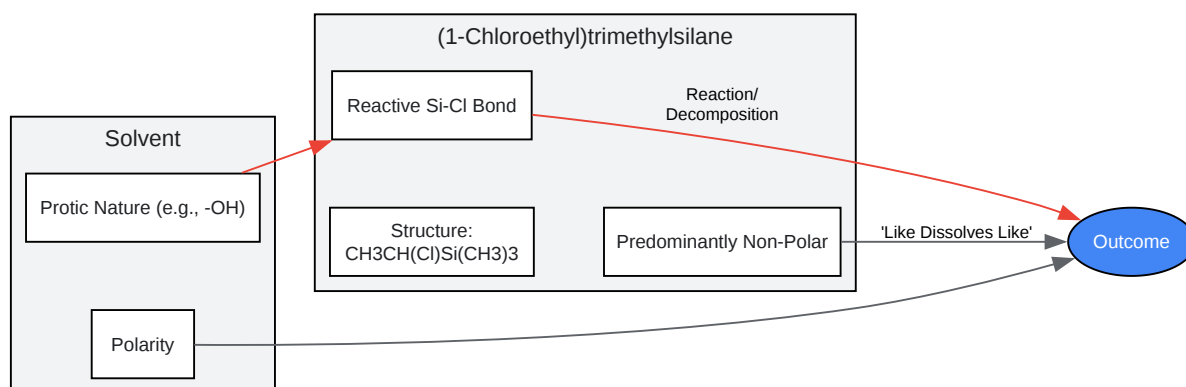 (1-Chloroethyl)trimethylsilane
Reactive Si-Cl Bond
Reaction/
Decomposition
Solvent
Protic Nature (e.g., -OH)
Structure:
CH3CH(Cl)Si(CH3)3
Predominantly Non-Polar
'Like Dissolves Like'
Outcome
Polarity